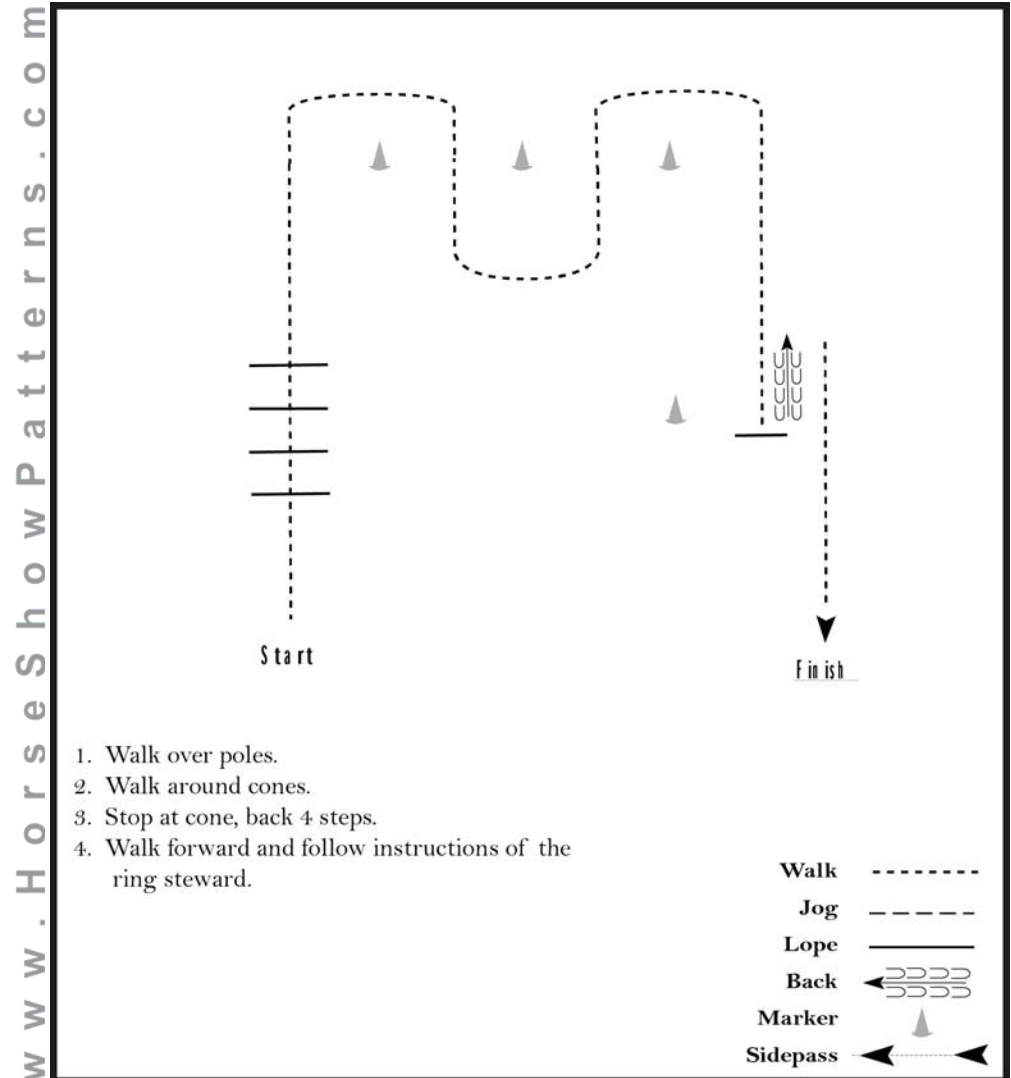 www.HorseShowPatterns.com
Start
Finish
1. Walk over poles.
2. Walk around cones.
3. Stop at cone, back 4 steps.
4. Walk forward and follow instructions of the
ring steward.
Walk
Jog
Lope
Back
Marker
Sidepass